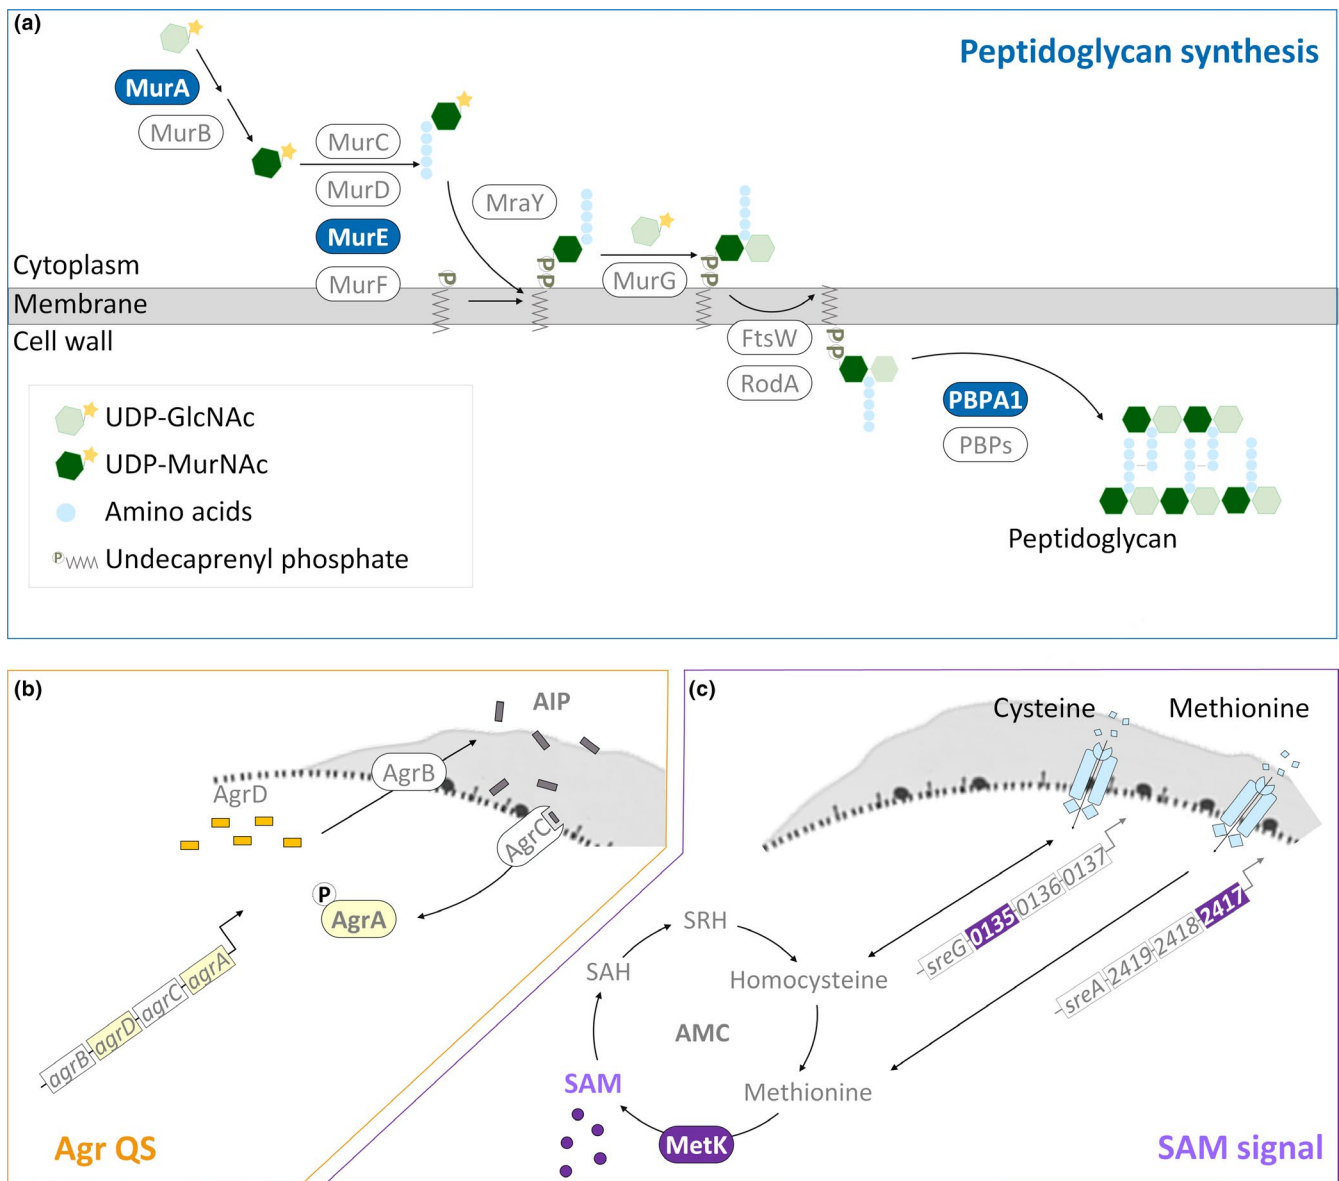 (a)
Peptidoglycan synthesis
MurA
MurB
MurC
MurD
MurE
MurF
MraY
MurG
P
PP
PP
Cytoplasm
Membrane
Cell wall
FtsW
RodA
PP
PBPA1
PBPs
Peptidoglycan
UDP-GlcNAc
UDP-MurNAc
Amino acids
P Undecaprenyl phosphate
(b)
AIP
AgrB
AgrD
AgrC
P
AgrA
agrB agrD agrC agrA
Agr QS
(c)
Cysteine
Methionine
sreG 0135 0136 0137
sreA 2419 2418 2417
SRH
SAH
Homocysteine
AMC
SAM
Methionine
MetK
SAM signal